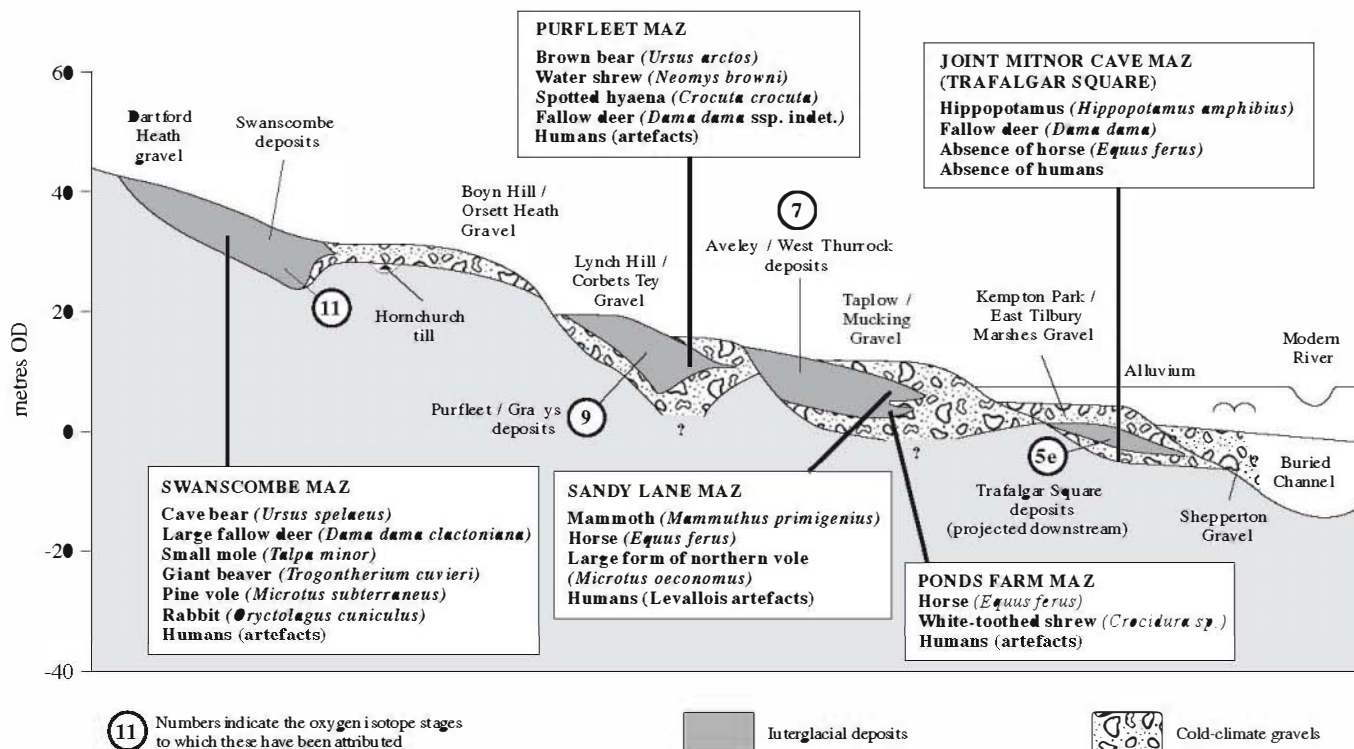 PURFLEET MAZ
Brown bear (Ursus arctos)
Water shrew (Neomys browni)
Spotted hyaena (Crocuta crocuta)
Fallow deer (Dama dama ssp. indet.)
Humans (artefacts)
JOINT MITNOR CAVE MAZ
(TRAFALGAR SQUARE)
Hippopotamus (Hippopotamus amphibius)
Fallow deer (Dama dama)
Absence of horse (Equus ferus)
Absence of humans
metres OD
60
40
20
0
-20
-40
Dartford
Heath
gravel
Swanscombe
deposits
11
Boyn Hill /
Orsett Heath
Gravel
Hornchurch
till
Lynch Hill /
Corbets Tey
Gravel
Purfleet / Gra ys
deposits
9
?
7
Aveley / West Thurrock
deposits
Taplow /
Mucking
Gravel
?
Kempton Park /
East Tilbury
Marshes Gravel
Alluvium
Modern
River
5e
Trafalgar Square
deposits
(projected downstream)
?
Shepperton
Gravel
Buried
Channel
SWANSCOMBE MAZ
Cave bear (Ursus spelaeus)
Large fallow deer (Dama dama clactoniana)
Small mole (Talpa minor)
Giant beaver (Trogontherium cuvieri)
Pine vole (Microtus subterraneus)
Rabbit (Oryctolagus cuniculus)
Humans (artefacts)
SANDY LANE MAZ
Mammoth (Mammuthus primigenius)
Horse (Equus ferus)
Large form of northern vole
(Microtus oeconomus)
Humans (Levallois artefacts)
PONDS FARM MAZ
Horse (Equus ferus)
White-toothed shrew (Crocidura sp.)
Humans (artefacts)
11 Numbers indicate the oxygen isotope stages
to which these have been attributed
Iuterglacial deposits
Cold-climate gravels